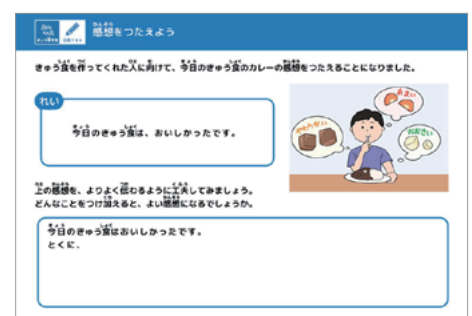 感想をつたえよう
きゅう食を作ってくれた人に向けて、今日のきゅう食のカレーの感想をつたえることになりました。
れい
今日のきゅう食は、おいしかったです。
あまい
やわらかい
おおきい
上の感想を、よりよく伝わるように工夫してみましょう。
どんなことをつけ加えると、よい感想になるでしょうか。
今日のきゅう食はおいしかったです。
とくに、